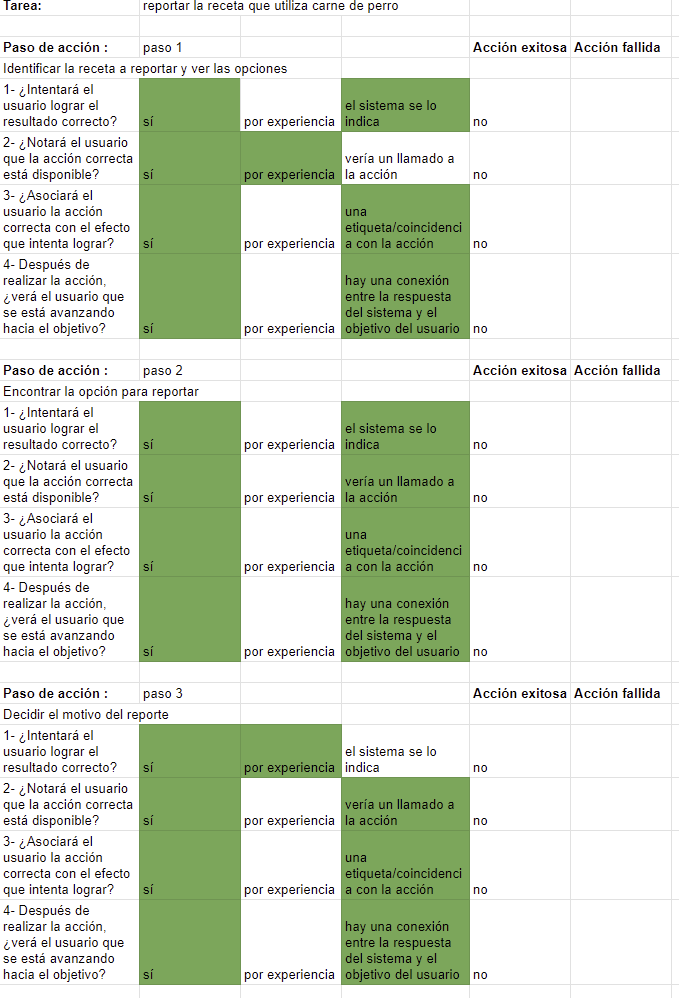 Tarea: reportar la receta que utiliza carne de perro
Paso de acción : paso 1 Acción exitosa Acción fallida
Identificar la receta a reportar y ver las opciones
1- ¿Intentará el
usuario lograr el el sistema se lo
resultado correcto? sí por experiencia indica no
2- ¿Notará el usuario
que la acción correcta vería un llamado a
está disponible? sí por experiencia la acción no
3- ¿Asociará el
usuario la acción una
correcta con el efecto etiqueta/coincidenci
que intenta lograr? sí por experiencia a con la acción no
4- Después de
realizar la acción, hay una conexión
¿verá el usuario que entre la respuesta
se está avanzando del sistema y el
hacia el objetivo? sí por experiencia objetivo del usuario no
Paso de acción : paso 2 Acción exitosa Acción fallida
Encontrar la opción para reportar
1- ¿Intentará el
usuario lograr el el sistema se lo
resultado correcto? sí por experiencia indica no
2- ¿Notará el usuario
que la acción correcta vería un llamado a
está disponible? sí por experiencia la acción no
3- ¿Asociará el
usuario la acción una
correcta con el efecto etiqueta/coincidenci
que intenta lograr? sí por experiencia a con la acción no
4- Después de
realizar la acción, hay una conexión
¿verá el usuario que entre la respuesta
se está avanzando del sistema y el
hacia el objetivo? sí por experiencia objetivo del usuario no
Paso de acción : paso 3 Acción exitosa Acción fallida
Decidir el motivo del reporte
1- ¿Intentará el
usuario lograr el el sistema se lo
resultado correcto? sí por experiencia indica no
2- ¿Notará el usuario
que la acción correcta vería un llamado a
está disponible? sí por experiencia la acción no
3- ¿Asociará el
usuario la acción una
correcta con el efecto etiqueta/coincidenci
que intenta lograr? sí por experiencia a con la acción no
4- Después de
realizar la acción, hay una conexión
¿verá el usuario que entre la respuesta
se está avanzando del sistema y el
hacia el objetivo? sí por experiencia objetivo del usuario no